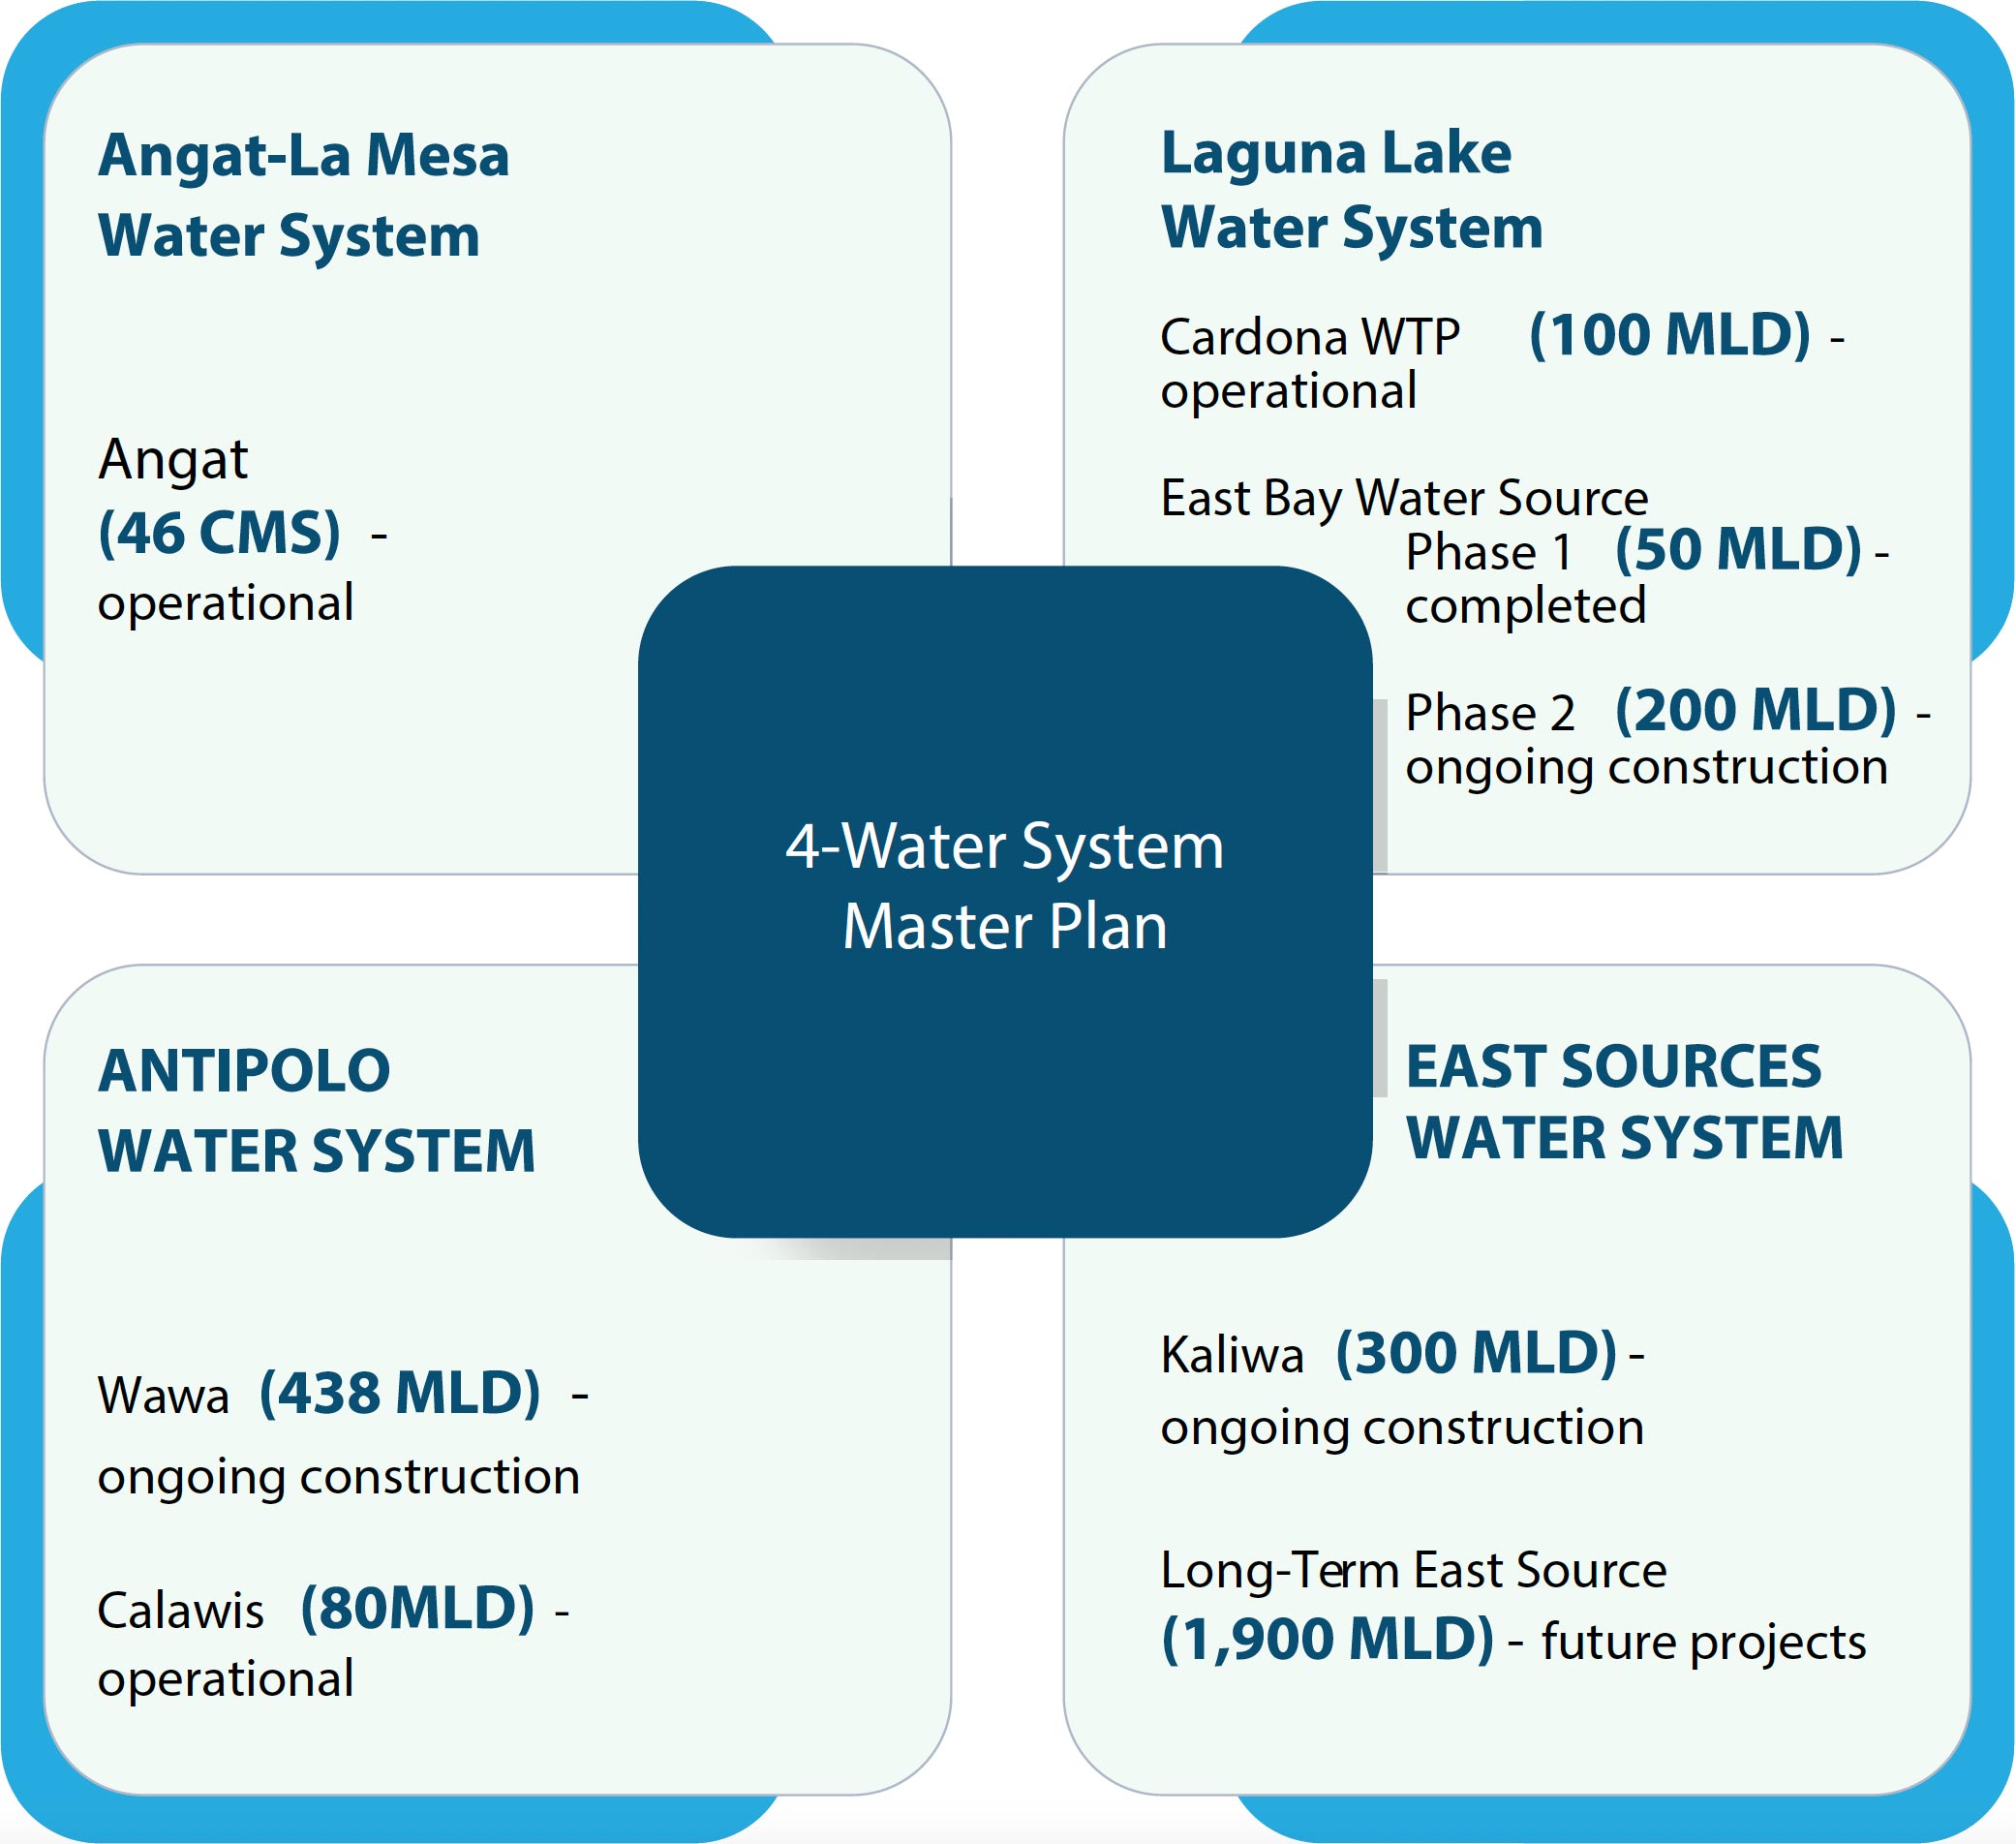 Angat-La Mesa
Water System
Angat
(46 CMS) -
operational
Laguna Lake
Water System
Cardona WTP (100 MLD) -
operational
East Bay Water Source
Phase 1 (50 MLD) -
completed
Phase 2 (200 MLD) -
ongoing construction
4-Water System
Master Plan
ANTIPOLO
WATER SYSTEM
Wawa (438 MLD) -
ongoing construction
Calawis (80MLD) -
operational
EAST SOURCES
WATER SYSTEM
Kaliwa (300 MLD) -
ongoing construction
Long-Term East Source
(1,900 MLD) - future projects